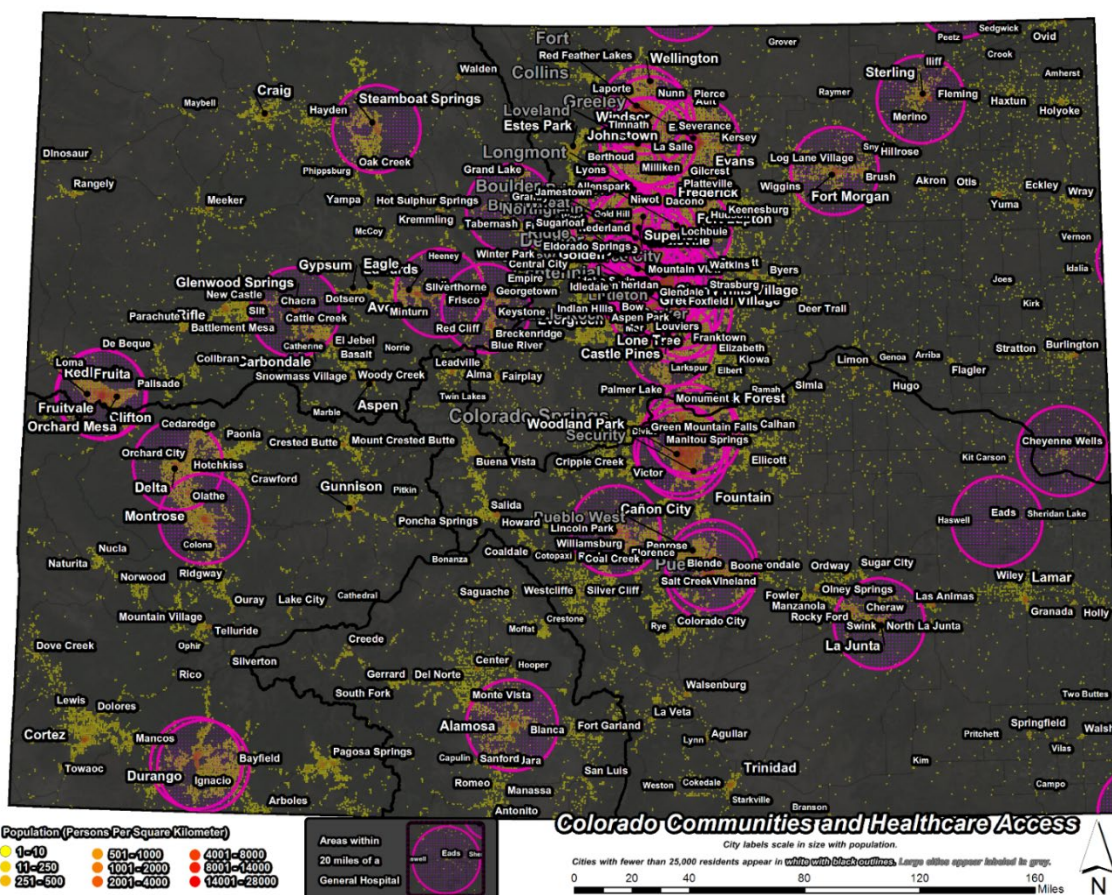 Fort
Collins
Red Feather Lakes
Wellington
Grover
Peetz
Sedgwick
Ovid
Crook
Iliff
Sterling
Fleming
Amherst
Haxtun
Holyoke
Merino
Walden
Laporte
Nunn
Pierce
Ault
Raymer
Craig
Maybell
Hayden
Steamboat Springs
Oak Creek
Phippsburg
Loveland
Greeley
Windsor
Timnath
Severance
Estes Park
Johnstown
Kersey
La Salle
Evans
Longmont
Berthoud
Milliken
Gilcrest
Lyons
Platteville
Log Lane Village
Hillrose
Brush
Wiggins
Fort Morgan
Akron
Otis
Eckley
Wray
Yuma
Dinosaur
Rangely
Meeker
Yampa
Grand Lake
Hot Sulphur Springs
Kremmling
McCoy
Tabernash
Boulder
Jamestown
Allenspark
Niwot
Frederick
Dacono
Keenesburg
Gold Hill
Sugarloaf
Nederland
Lochbuie
Vernon
Idalia
Eldorado Springs
Winter Park
Central City
Golden
Mountain View
Watkins
Byers
Strasburg
Joes
Kirk
Heeney
Eagle
Gypsum
Dotsero
Silverthorne
Empire
Georgetown
Idledale
Sheridan
Glendale
Foxfield
Littleton
Glenwood Springs
New Castle
Chacra
Silt
Rifle
Parachute
Cattle Creek
Battlement Mesa
Catherine
Minturn
Frisco
Keystone
Indian Hills
Aspen Park
Evergreen
Red Cliff
Breckenridge
Blue River
Louviers
Lone Tree
Castle Pines
Franktown
Elizabeth
Kiowa
Deer Trail
El Jebel
Basalt
Norrie
Leadville
De Beque
Collbran
Carbondale
Snowmass Village
Woody Creek
Alma
Fairplay
Larkspur
Elbert
Limon
Genoa
Arriba
Stratton
Burlington
Flagler
Loma
Fruita
Palisade
Fruitvale
Clifton
Orchard Mesa
Marble
Aspen
Twin Lakes
Palmer Lake
Monument
Ramah
Simla
Hugo
Cedaredge
Paonia
Crested Butte
Mount Crested Butte
Colorado Springs
Woodland Park
Green Mountain Falls
Calhan
Security
Manitou Springs
Cheyenne Wells
Orchard City
Hotchkiss
Crawford
Buena Vista
Cripple Creek
Victor
Ellicott
Kit Carson
Delta
Olathe
Gunnison
Pitkin
Fountain
Montrose
Salida
Poncha Springs
Howard
Pueblo West
Cañon City
Lincoln Park
Williamsburg
Haswell
Eads
Sheridan Lake
Colona
Nucla
Naturita
Norwood
Ridgway
Bonanza
Coaldale
Cotopaxi
Coal Creek
Florence
Penrose
Blende
Boone
Ordway
Sugar City
Salt Creek
Vineland
Wiley
Lamar
Ouray
Lake City
Cathedral
Saguache
Westcliffe
Silver Cliff
Fowler
Olney Springs
Manzanola
Cheraw
Las Animas
Rocky Ford
Granada
Holly
Mountain Village
Telluride
Crestone
Moffat
Rye
Colorado City
Swink
North La Junta
La Junta
Dove Creek
Ophir
Silverton
Creede
Rico
Gerrard
Del Norte
Center
Hooper
South Fork
Monte Vista
Walsenburg
La Veta
Two Buttes
Lewis
Dolores
Cortez
Mancos
Alamosa
Blanca
Fort Garland
Lynn
Aguilar
Springfield
Pritchett
Vilas
Towaoc
Durango
Bayfield
Ignacio
Pagosa Springs
Capulin
Sanford
Romeo
Manassa
San Luis
Weston
Cokedale
Trinidad
Starkville
Kim
Campo
Branson
Arboles
Antonito
Population (Persons Per Square Kilometer)
1 - 10
11 - 250
251 - 500
501 - 1000
1001 - 2000
2001 - 4000
4001 - 8000
8001 - 14000
14001 - 28000
Areas within
20 miles of a
General Hospital
Eads
Colorado Communities and Healthcare Access
City labels scale in size with population.
Cities with fewer than 25,000 residents appear in white with black outlines. Large cities appear labeled in grey.
0 20 40 80 120 160
Miles
N